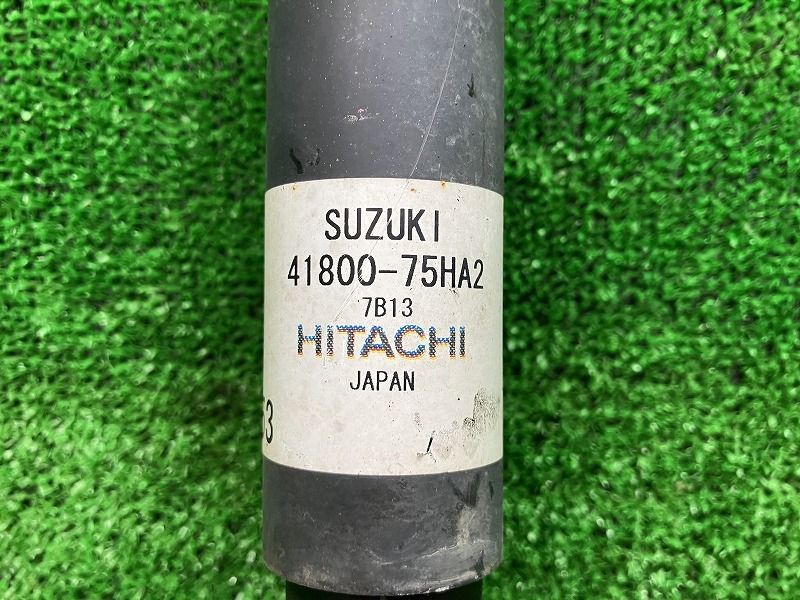 SUZUKI
41800-75HA2
7B13
HITACHI
JAPAN